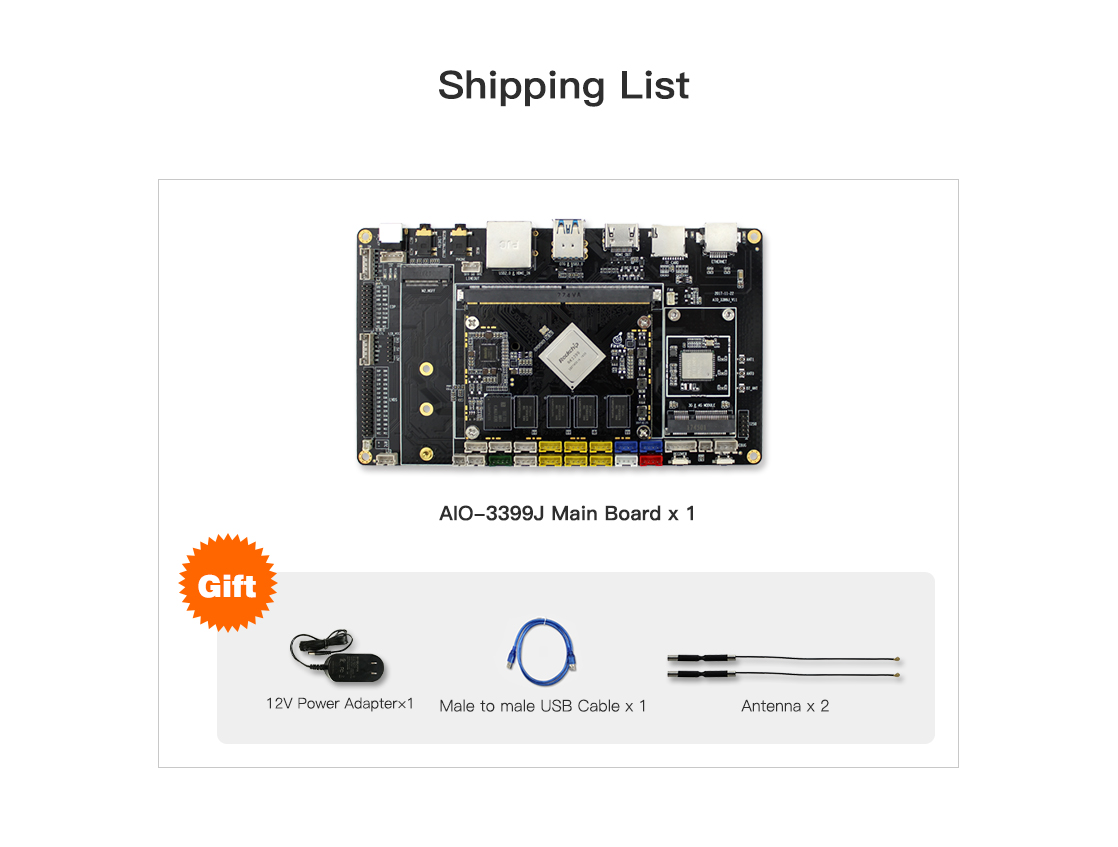 Shipping List
AIO-3399J Main Board x 1
Gift
12V Power Adapter×1
Male to male USB Cable x 1
Antenna x 2